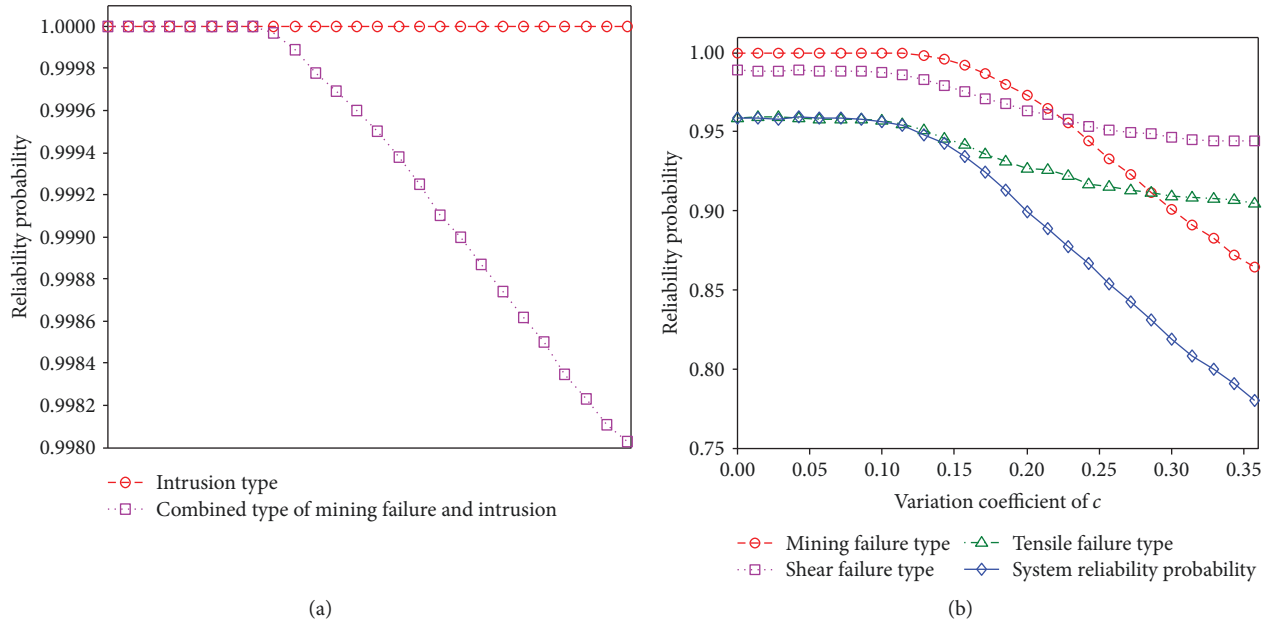 1.0000
0.9998
0.9996
0.9994
0.9992
0.9990
0.9988
0.9986
0.9984
0.9982
0.9980
Reliability probability
Intrusion type
Combined type of mining failure and intrusion
(a)
1.00
0.95
0.90
0.85
0.80
0.75
Reliability probability
0.00 0.05 0.10 0.15 0.20 0.25 0.30 0.35
Variation coefficient of c
Mining failure type
Shear failure type
Tensile failure type
System reliability probability
(b)